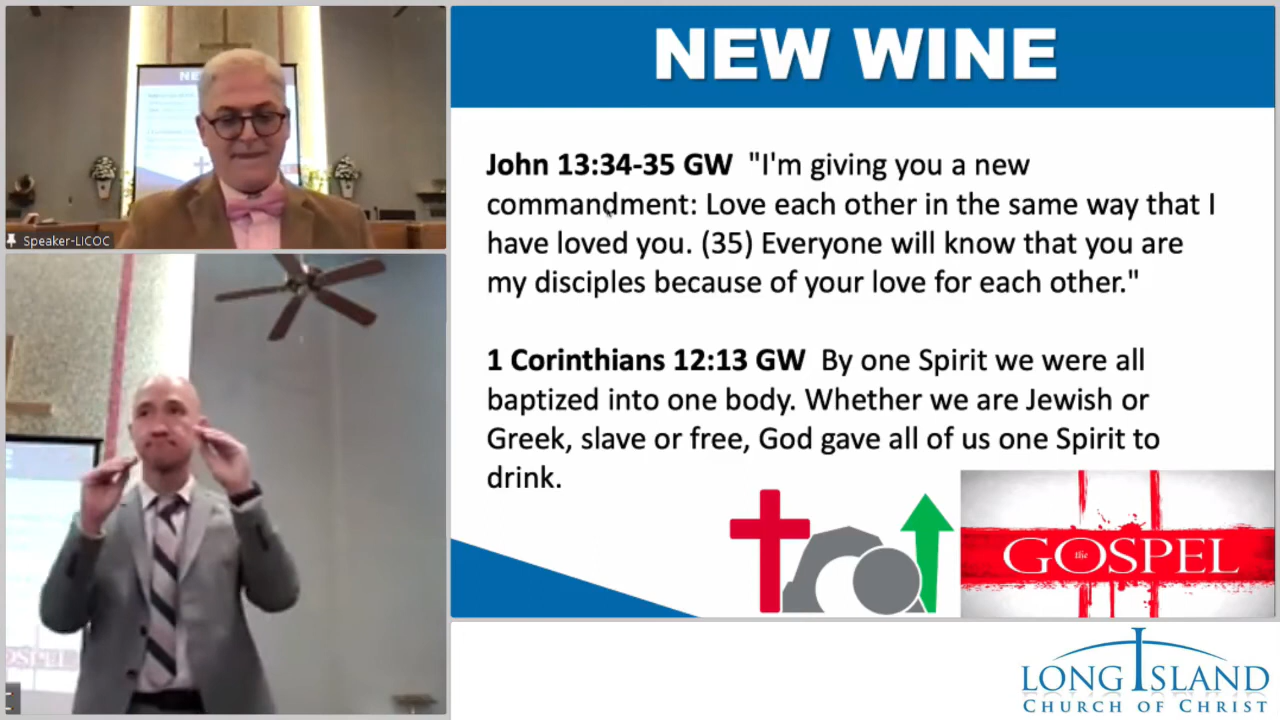 NEW WINE
John 13:34-35 GW "I'm giving you a new
commandment: Love each other in the same way that I
have loved you. (35) Everyone will know that you are
my disciples because of your love for each other."
1 Corinthians 12:13 GW By one Spirit we were all
baptized into one body. Whether we are Jewish or
Greek, slave or free, God gave all of us one Spirit to
drink.
the GOSPEL
Speaker-LICOC
LONG ISLAND
CHURCH OF CHRIST